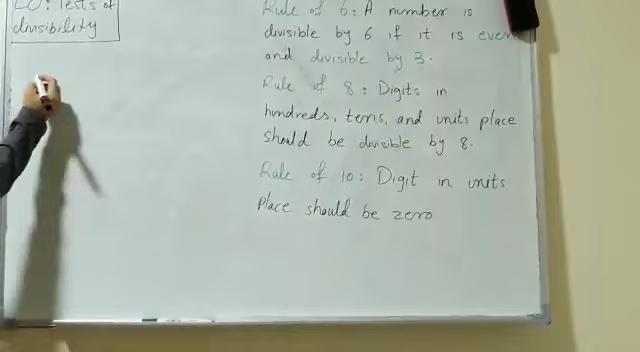 LO: Tests of
divisibility
Rule of 6: A number is
divisible by 6 if it is even
and divisible by 3.
Rule of 8: Digits in
hundreds, tens, and units place
should be divisible by 8.
Rule of 10: Digit in units
place should be zero